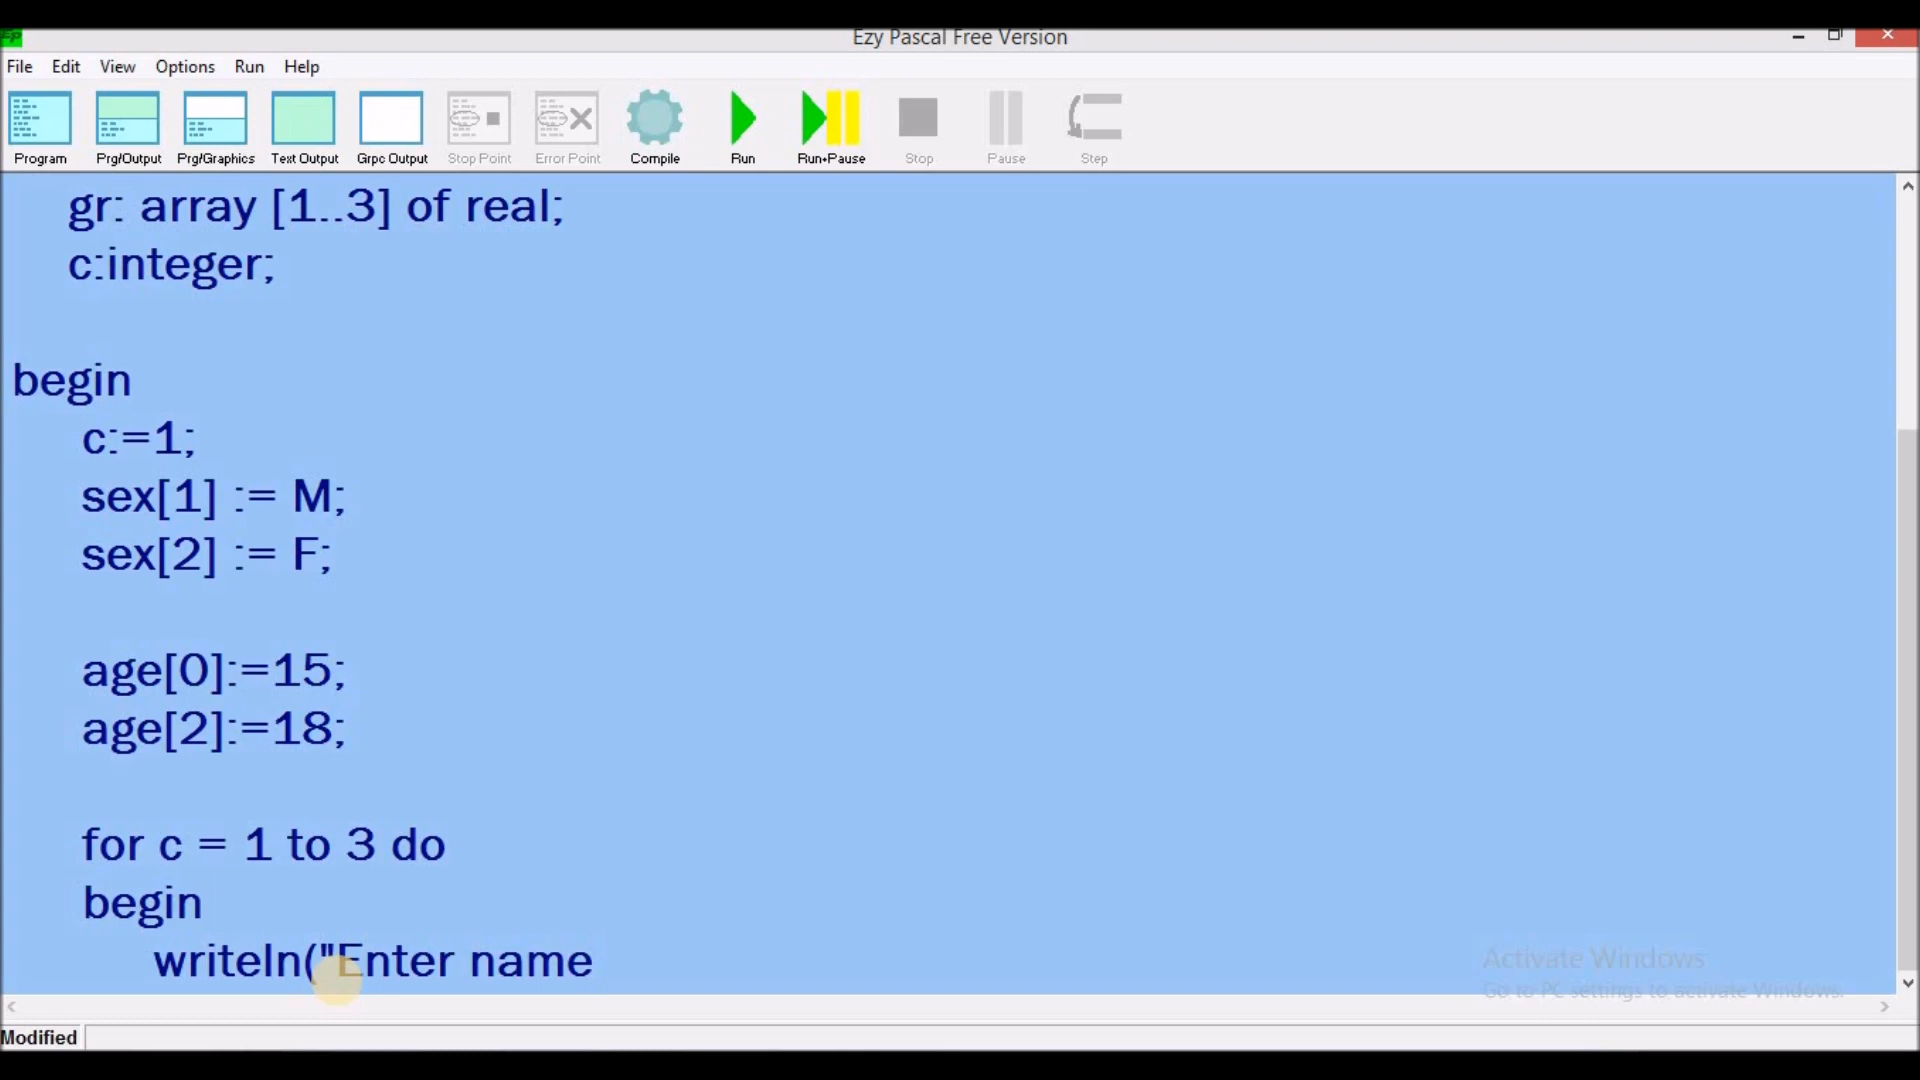 Ezy Pascal Free Version
File Edit View Options Run Help
Program Prg/Output Prg/Graphics Text Output Grpc Output Stop Point Error Point Compile Run Run+Pause Stop Pause Step
gr: array [1..3] of real;
c:integer;
begin
c:=1;
sex[1] := M;
sex[2] := F;
age[0]:=15;
age[2]:=18;
for c = 1 to 3 do
begin
writeln("Enter name
Activate Windows
Go to PC settings to activate Windows.
Modified